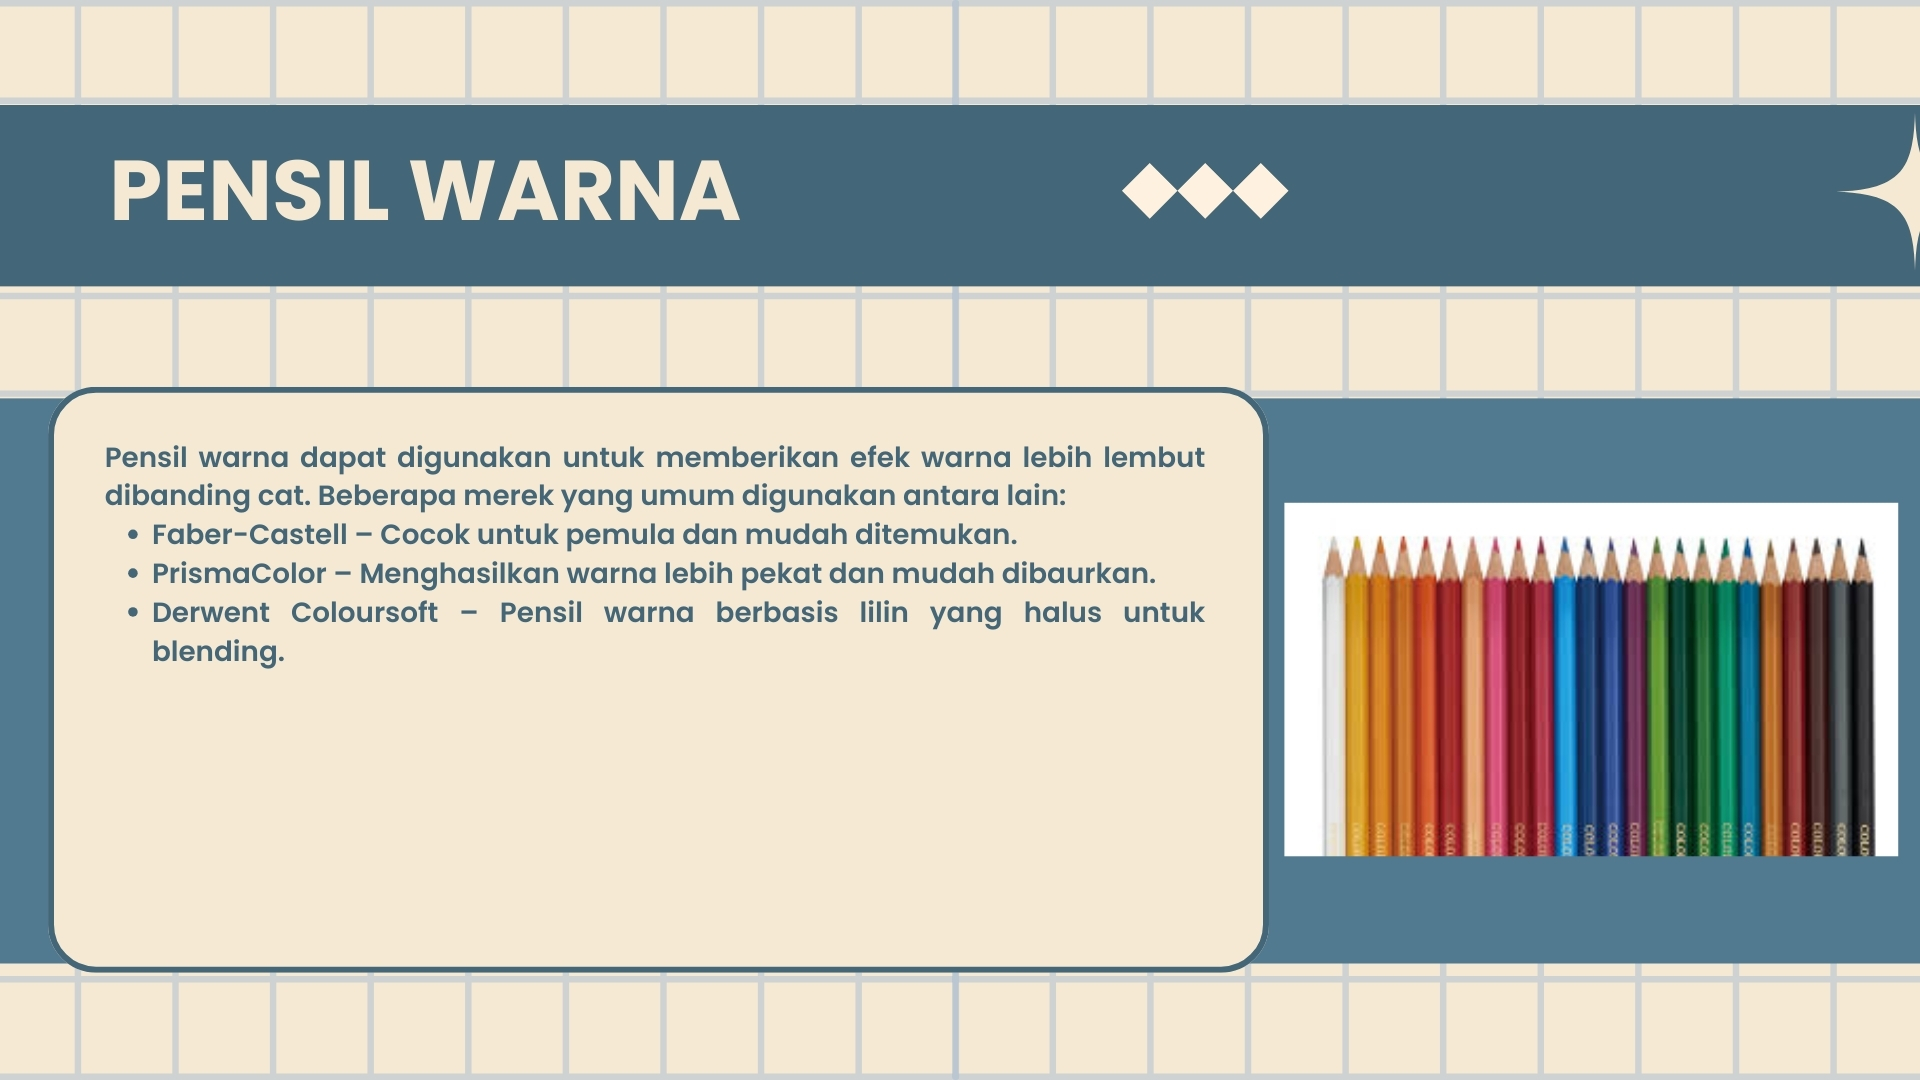 PENSIL WARNA
Pensil warna dapat digunakan untuk memberikan efek warna lebih lembut
dibanding cat. Beberapa merek yang umum digunakan antara lain:
• Faber-Castell – Cocok untuk pemula dan mudah ditemukan.
• PrismaColor – Menghasilkan warna lebih pekat dan mudah dibaurkan.
• Derwent Coloursoft – Pensil warna berbasis lilin yang halus untuk
blending.